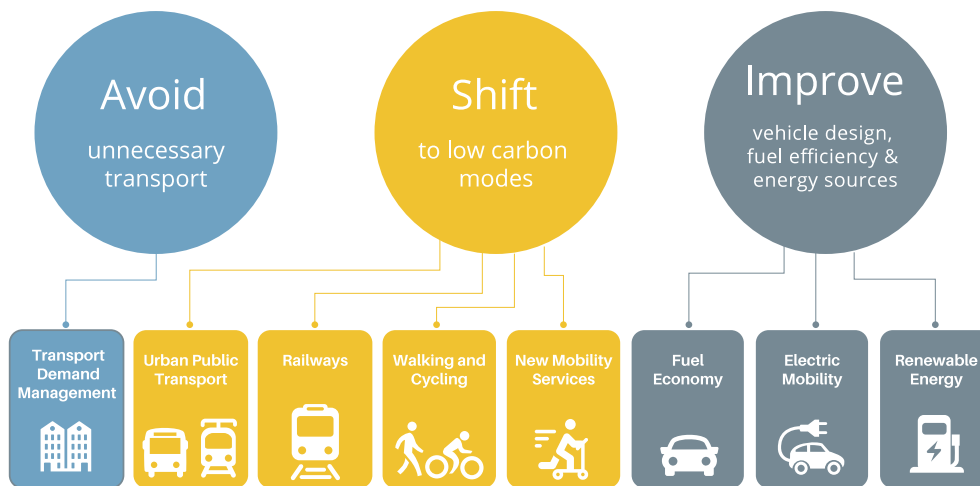 Avoid
unnecessary
transport
Shift
to low carbon
modes
Improve
vehicle design,
fuel efficiency &
energy sources
Transport
Demand
Management
Urban Public
Transport
Railways
Walking and
Cycling
New Mobility
Services
Fuel
Economy
Electric
Mobility
Renewable
Energy